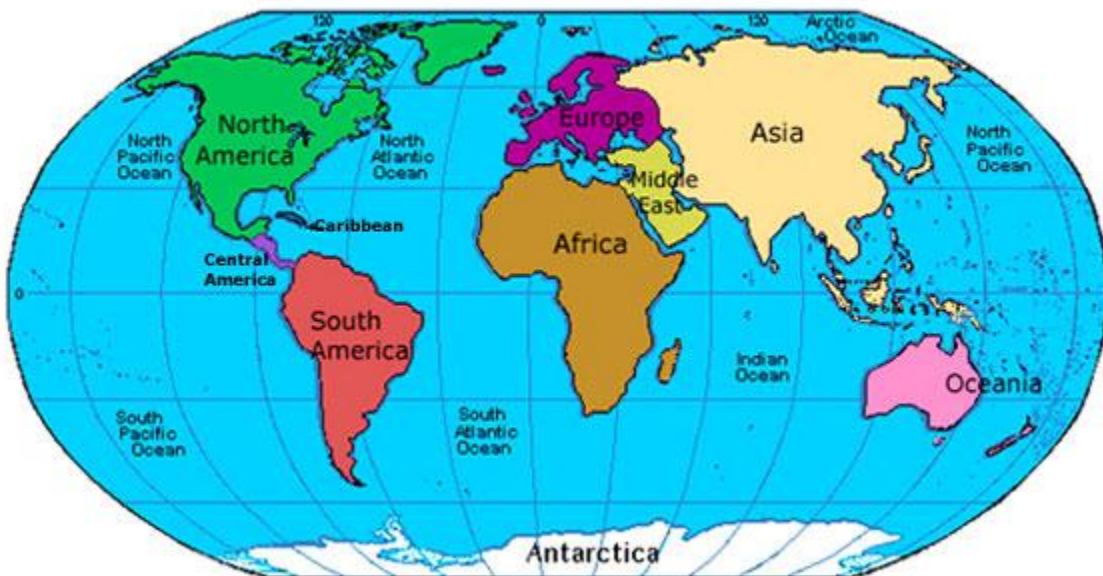 120
0
120
Arctic
Ocean
North
America
Europe
Asia
North
Pacific
Ocean
North
Atlantic
Ocean
North
Pacific
Ocean
Middle
East
Caribbean
Africa
Central
America
0
South
America
Indian
Ocean
Oceania
South
Pacific
Ocean
South
Atlantic
Ocean
Antarctica